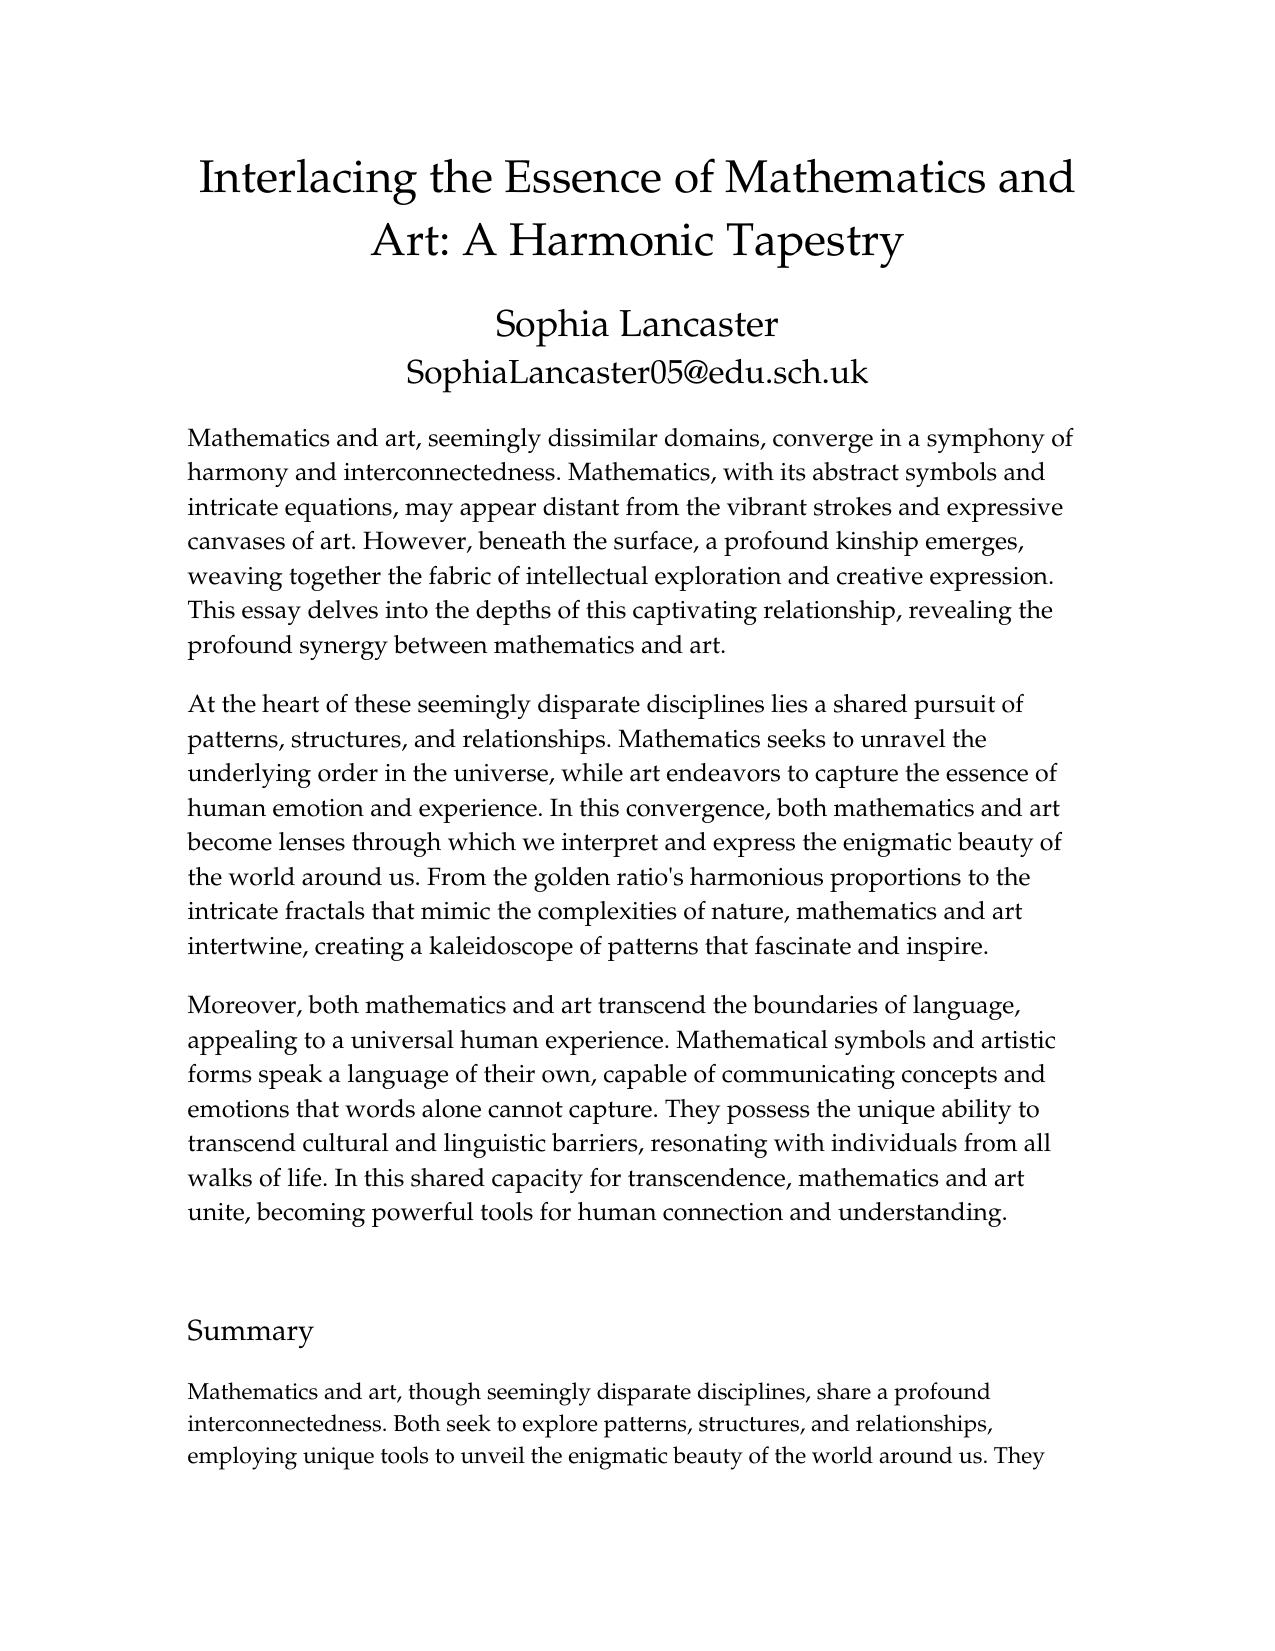 Interlacing the Essence of Mathematics and
Art: A Harmonic Tapestry
Sophia Lancaster
SophiaLancaster05@edu.sch.uk
Mathematics and art, seemingly dissimilar domains, converge in a symphony of
harmony and interconnectedness. Mathematics, with its abstract symbols and
intricate equations, may appear distant from the vibrant strokes and expressive
canvases of art. However, beneath the surface, a profound kinship emerges,
weaving together the fabric of intellectual exploration and creative expression.
This essay delves into the depths of this captivating relationship, revealing the
profound synergy between mathematics and art.
At the heart of these seemingly disparate disciplines lies a shared pursuit of
patterns, structures, and relationships. Mathematics seeks to unravel the
underlying order in the universe, while art endeavors to capture the essence of
human emotion and experience. In this convergence, both mathematics and art
become lenses through which we interpret and express the enigmatic beauty of
the world around us. From the golden ratio's harmonious proportions to the
intricate fractals that mimic the complexities of nature, mathematics and art
intertwine, creating a kaleidoscope of patterns that fascinate and inspire.
Moreover, both mathematics and art transcend the boundaries of language,
appealing to a universal human experience. Mathematical symbols and artistic
forms speak a language of their own, capable of communicating concepts and
emotions that words alone cannot capture. They possess the unique ability to
transcend cultural and linguistic barriers, resonating with individuals from all
walks of life. In this shared capacity for transcendence, mathematics and art
unite, becoming powerful tools for human connection and understanding.
Summary
Mathematics and art, though seemingly disparate disciplines, share a profound
interconnectedness. Both seek to explore patterns, structures, and relationships,
employing unique tools to unveil the enigmatic beauty of the world around us. They